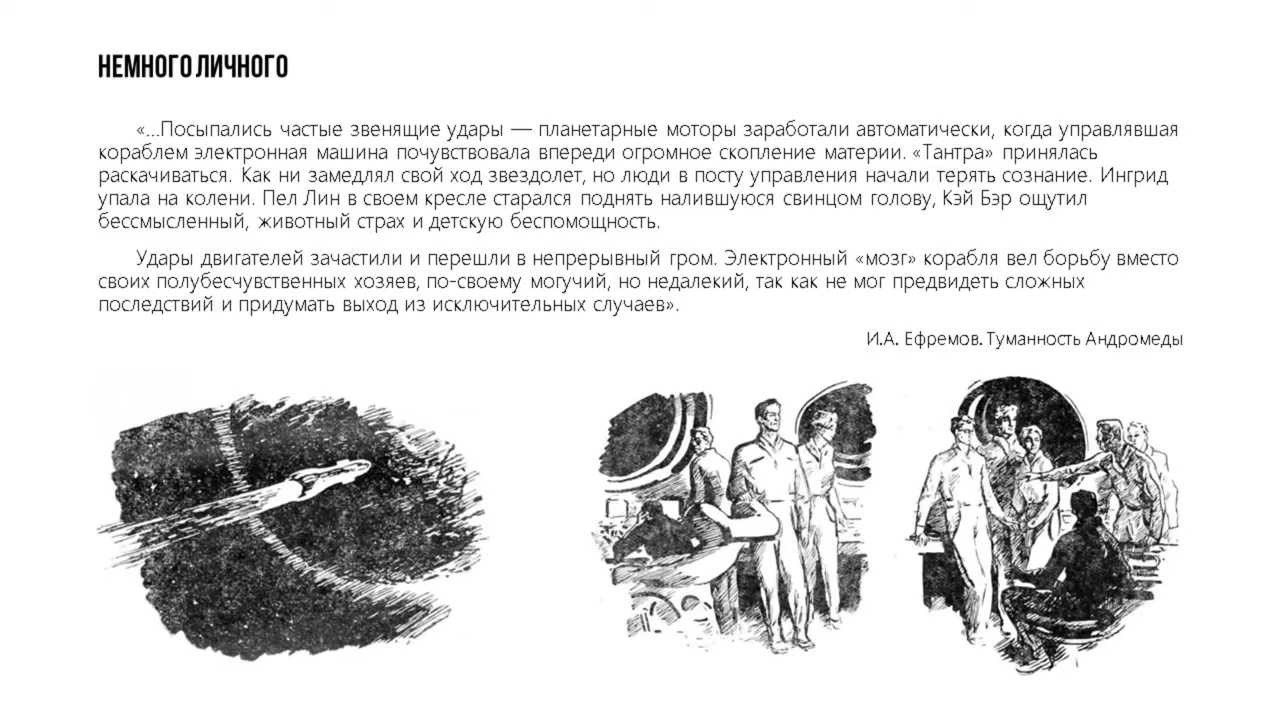 НЕМНОГО ЛИЧНОГО
«...Посыпались частые звенящие удары — планетарные моторы заработали автоматически, когда управлявшая
кораблем электронная машина почувствовала впереди огромное скопление материи. «Тантра» принялась
раскачиваться. Как ни замедлял свой ход звездолет, но люди в посту управления начали терять сознание. Ингрид
упала на колени. Пел Лин в своем кресле старался поднять налившуюся свинцом голову, Кэй Бэр ощутил
бессмысленный, животный страх и детскую беспомощность.
Удары двигателей зачастили и перешли в непрерывный гром. Электронный «мозг» корабля вел борьбу вместо
своих полубесчувственных хозяев, по-своему могучий, но недалекий, так как не мог предвидеть сложных
последствий и придумать выход из исключительных случаев».
И.А. Ефремов. Туманность Андромеды